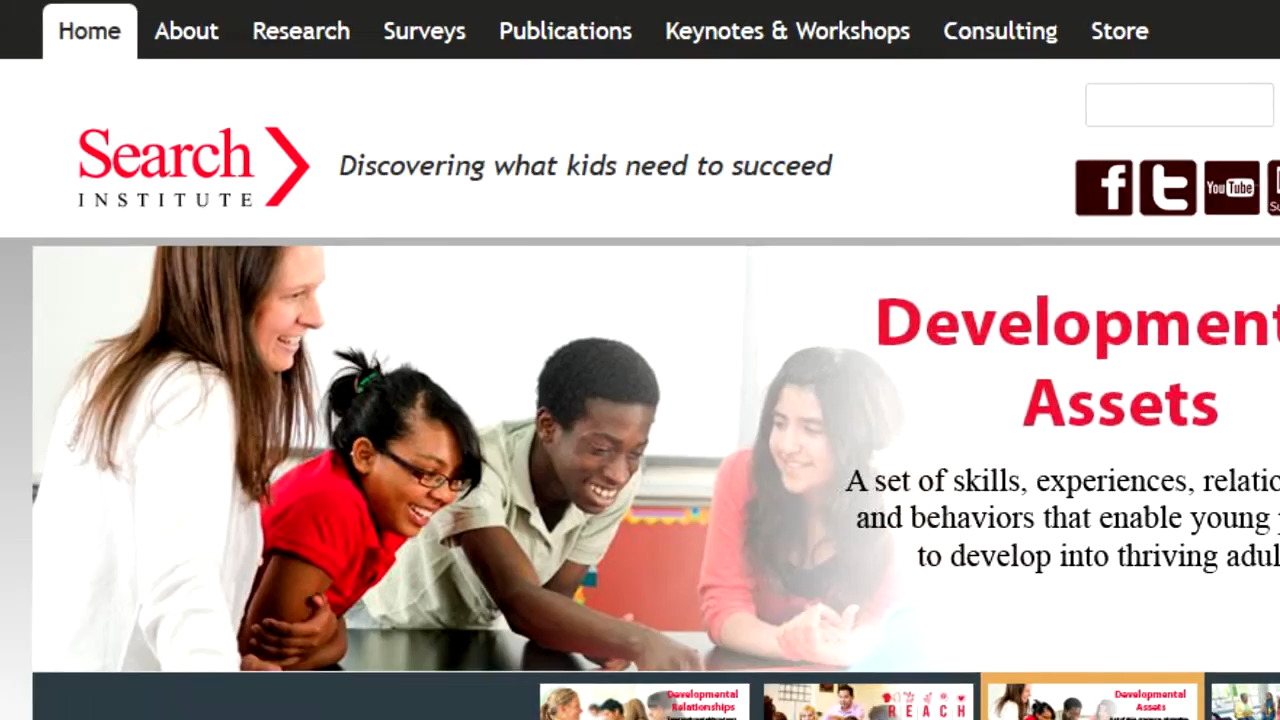 Home About Research Surveys Publications Keynotes & Workshops Consulting Store
Search
INSTITUTE
Discovering what kids need to succeed
f t You Tube
Development
Assets
A set of skills, experiences, relatio
and behaviors that enable young
to develop into thriving adul
Developmental
Relationships
REACH
Developmental
Assets